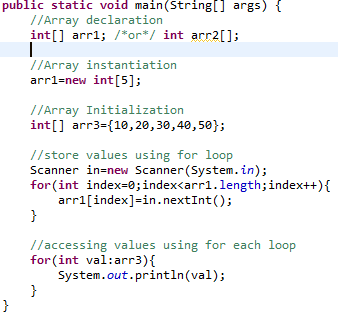 public static void main(String[] args) {
//Array declaration
int[] arr1; /*or*/ int arr2[];
//Array instantiation
arr1=new int[5];
//Array Initialization
int[] arr3={10,20,30,40,50};
//store values using for loop
Scanner in=new Scanner(System.in);
for(int index=0;index<arr1.length;index++){
arr1[index]=in.nextInt();
}
//accessing values using for each loop
for(int val:arr3){
System.out.println(val);
}
}